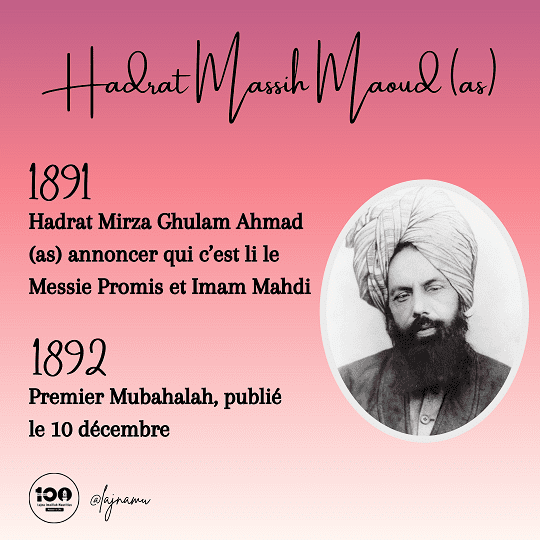 Hadrat Massih Maoud (as)
1891
Hadrat Mirza Ghulam Ahmad
(as) annoncer qui c’est li le
Messie Promis et Imam Mahdi
1892
Premier Mubahalah, publié
le 10 décembre
100
@lajnamu